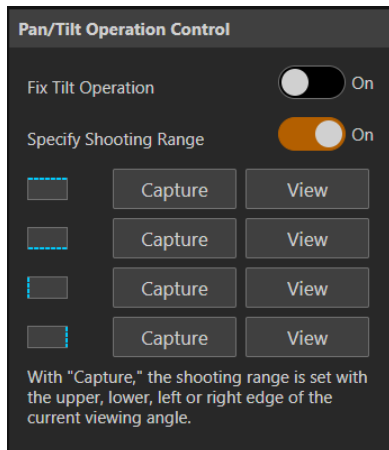 Pan/Tilt Operation Control
Fix Tilt Operation On
Specify Shooting Range On
Capture View
Capture View
Capture View
Capture View
With "Capture," the shooting range is set with
the upper, lower, left or right edge of the
current viewing angle.